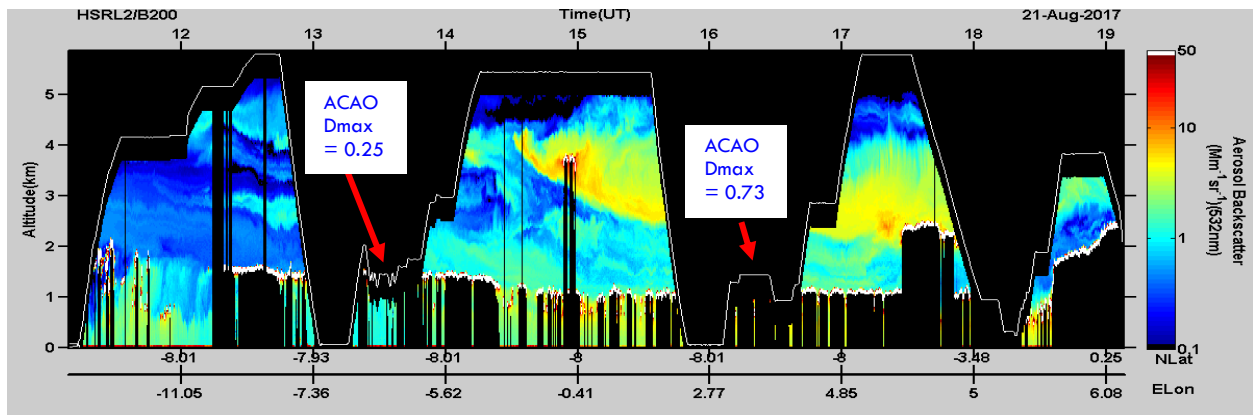 HSRL2/B200 Time(UT) 21-Aug-2017
12 13 14 15 16 17 18 19
ACAO
Dmax
= 0.25
ACAO
Dmax
= 0.73
Altitude(km)
5
4
3
2
1
0
50
10
1
0.1
Aerosol Backscatter
(Mm⁻¹ sr⁻¹)(532nm)
-8.01 -7.93 -8.01 -8 -8.01 -8 -3.48 0.25 NLat
-11.05 -7.36 -5.62 -0.41 2.77 4.85 5 6.08 ELon